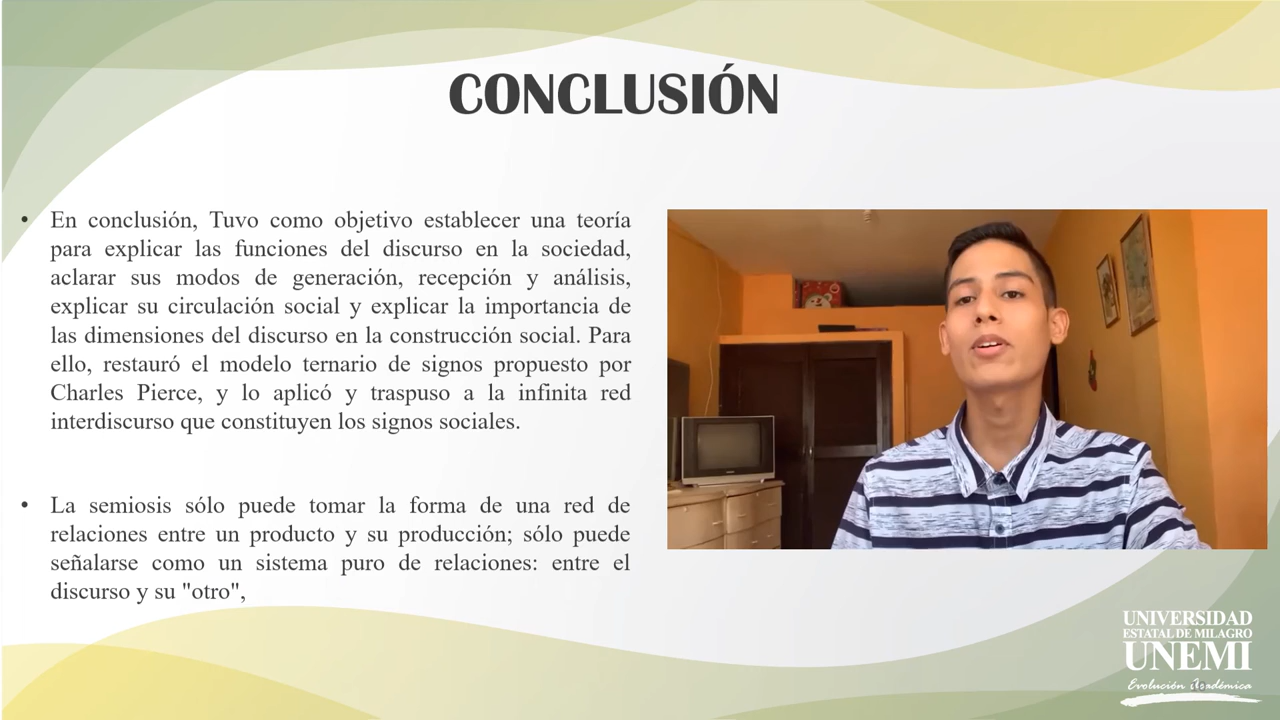 CONCLUSIÓN
• En conclusión, Tuvo como objetivo establecer una teoría
para explicar las funciones del discurso en la sociedad,
aclarar sus modos de generación, recepción y análisis,
explicar su circulación social y explicar la importancia de
las dimensiones del discurso en la construcción social. Para
ello, restauró el modelo ternario de signos propuesto por
Charles Pierce, y lo aplicó y traspuso a la infinita red
interdiscurso que constituyen los signos sociales.
• La semiosis sólo puede tomar la forma de una red de
relaciones entre un producto y su producción; sólo puede
señalarse como un sistema puro de relaciones: entre el
discurso y su "otro",
UNIVERSIDAD
ESTATAL DE MILAGRO
UNEMI
Evolución Académica